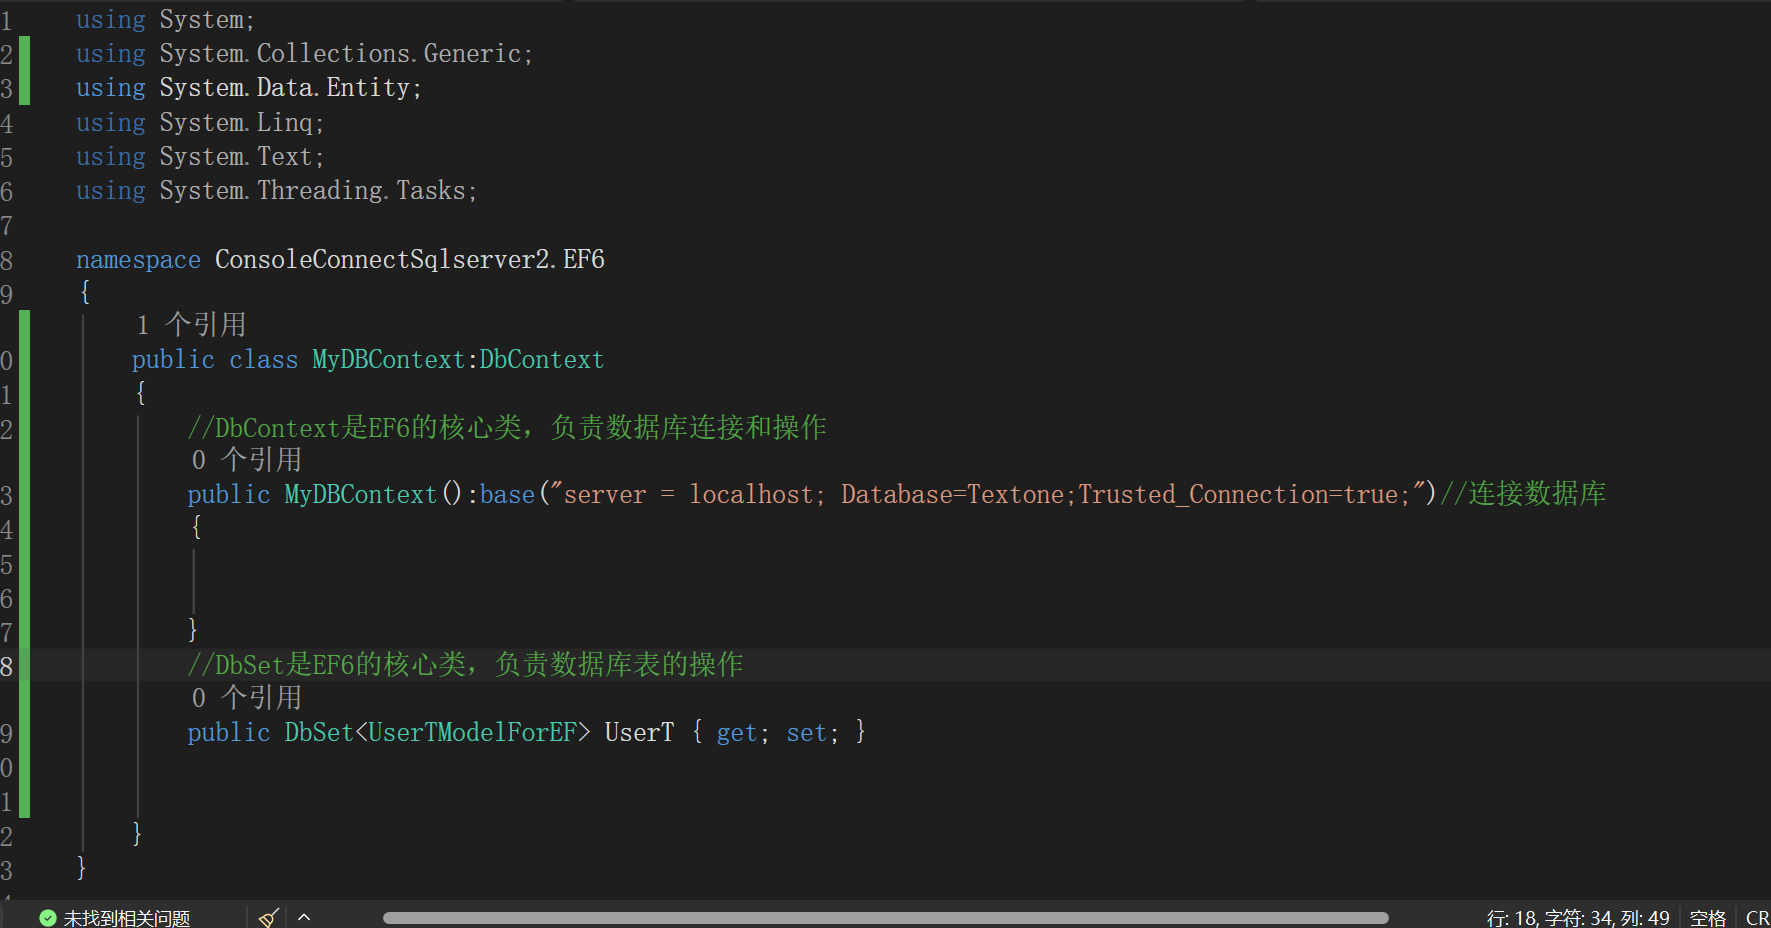 1 using System;
2 using System.Collections.Generic;
3 using System.Data.Entity;
4 using System.Linq;
5 using System.Text;
6 using System.Threading.Tasks;
7
8 namespace ConsoleConnectSqlserver2.EF6
9 {
1 个引用
0 public class MyDBContext:DbContext
1 {
2 //DbContext是EF6的核心类，负责数据库连接和操作
0 个引用
3 public MyDBContext():base("server = localhost; Database=Textone;Trusted_Connection=true;")//连接数据库
4 {
5
6
7 }
8 //DbSet是EF6的核心类，负责数据库表的操作
0 个引用
9 public DbSet<UserTModelForEF> UserT { get; set; }
0
1
2 }
3 }
未找到相关问题 行: 18, 字符: 34, 列: 49 空格 CR